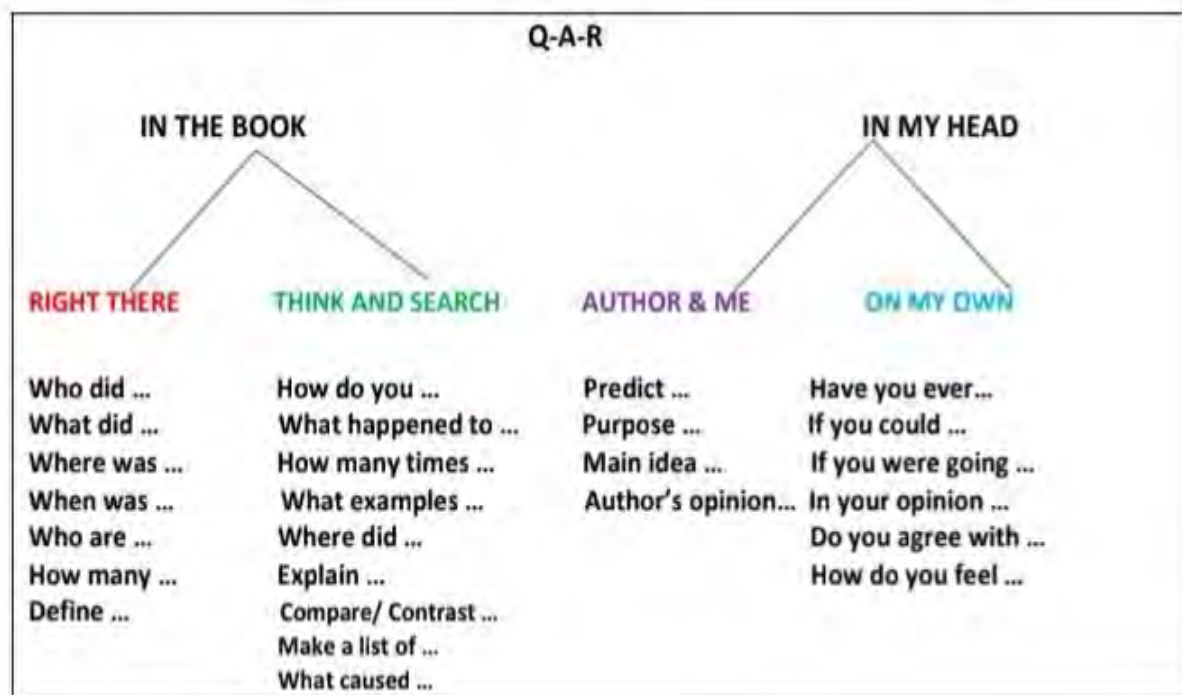 Q-A-R
IN THE BOOK
IN MY HEAD
RIGHT THERE
THINK AND SEARCH
AUTHOR & ME
ON MY OWN
Who did ...
What did ...
Where was ...
When was ...
Who are ...
How many ...
Define ...
How do you ...
What happened to ...
How many times ...
What examples ...
Where did ...
Explain ...
Compare/ Contrast ...
Make a list of ...
What caused ...
Predict ...
Purpose ...
Main idea ...
Author's opinion...
Have you ever...
If you could ...
If you were going ...
In your opinion ...
Do you agree with ...
How do you feel ...